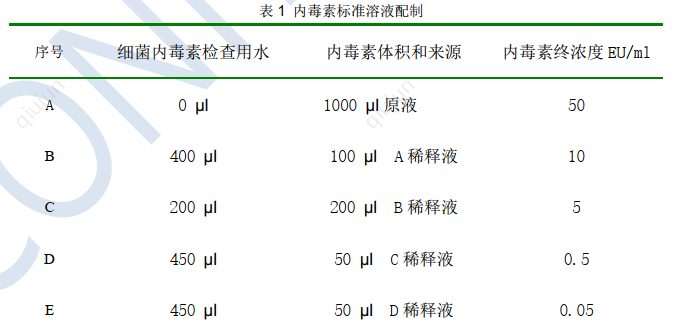 表 1 内毒素标准溶液配制
序号 细菌内毒素检查用水 内毒素体积和来源 内毒素终浓度 EU/ml
A 0 μl 1000 μl 原液 50
B 400 μl 100 μl A 稀释液 10
C 200 μl 200 μl B 稀释液 5
D 450 μl 50 μl C 稀释液 0.5
E 450 μl 50 μl D 稀释液 0.05